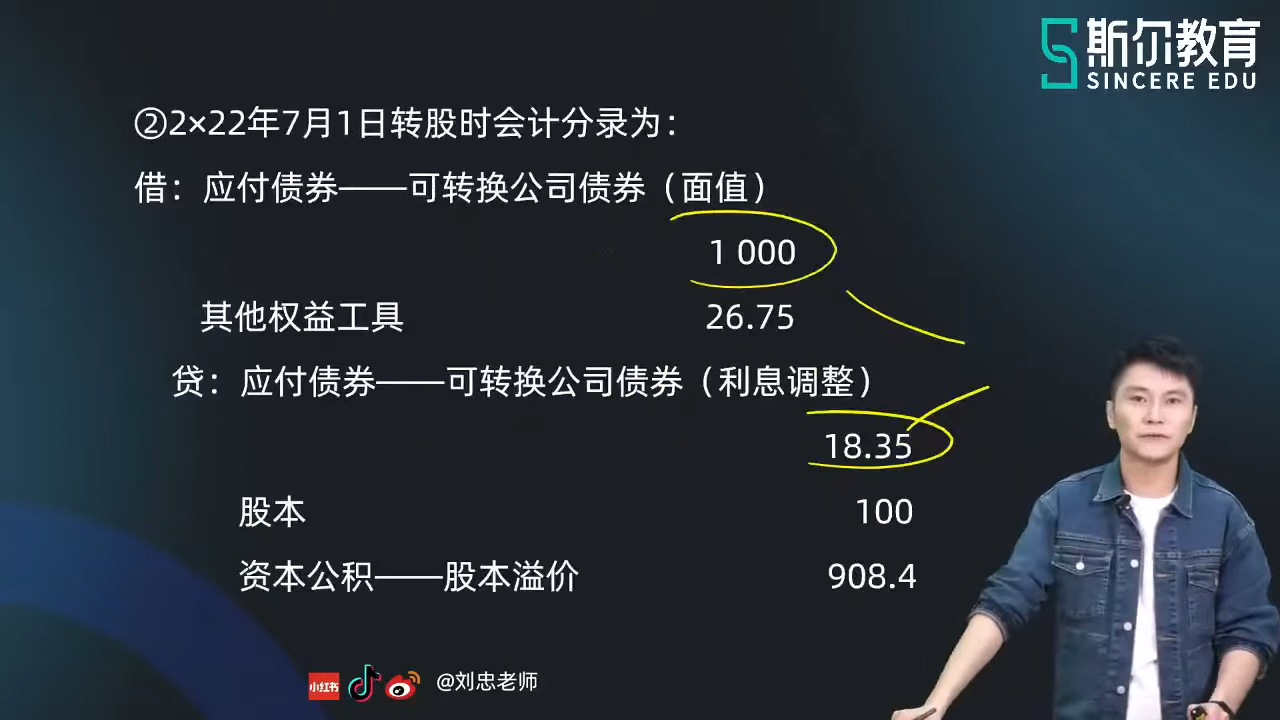 斯尔教育
SINCERE EDU
②2×22年7月1日转股时会计分录为：
借：应付债券——可转换公司债券（面值）
1 000
其他权益工具 26.75
贷：应付债券——可转换公司债券（利息调整）
18.35
股本 100
资本公积——股本溢价 908.4
小红书 @刘忠老师